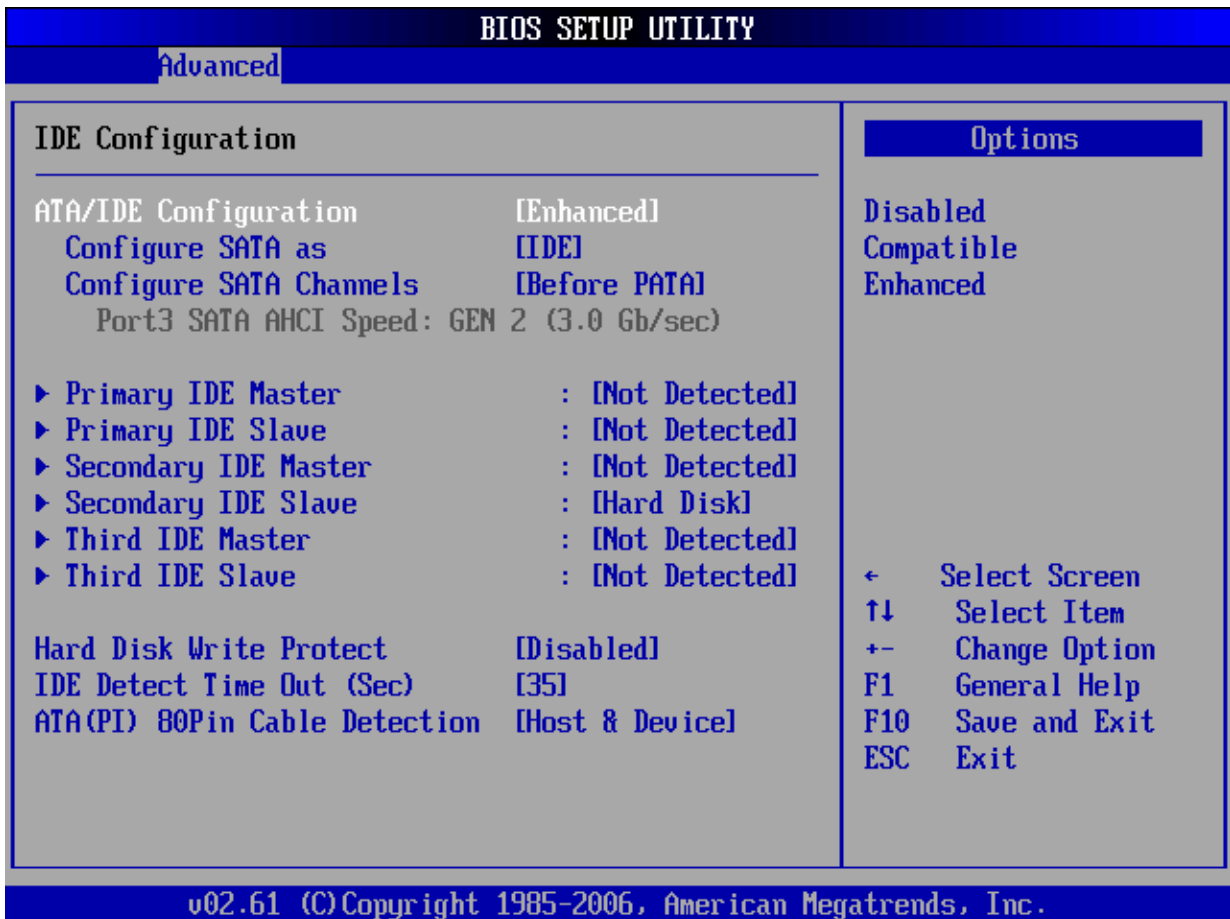 BIOS SETUP UTILITY
Advanced
IDE Configuration
ATA/IDE Configuration [Enhanced]
Configure SATA as [IDE]
Configure SATA Channels [Before PATA]
Port3 SATA AHCI Speed: GEN 2 (3.0 Gb/sec)
Primary IDE Master : [Not Detected]
Primary IDE Slave : [Not Detected]
Secondary IDE Master : [Not Detected]
Secondary IDE Slave : [Hard Disk]
Third IDE Master : [Not Detected]
Third IDE Slave : [Not Detected]
Hard Disk Write Protect [Disabled]
IDE Detect Time Out (Sec) [35]
ATA(PI) 80Pin Cable Detection [Host & Device]
Options
Disabled
Compatible
Enhanced
← Select Screen
↑↓ Select Item
+- Change Option
F1 General Help
F10 Save and Exit
ESC Exit
v02.61 (C)Copyright 1985-2006, American Megatrends, Inc.